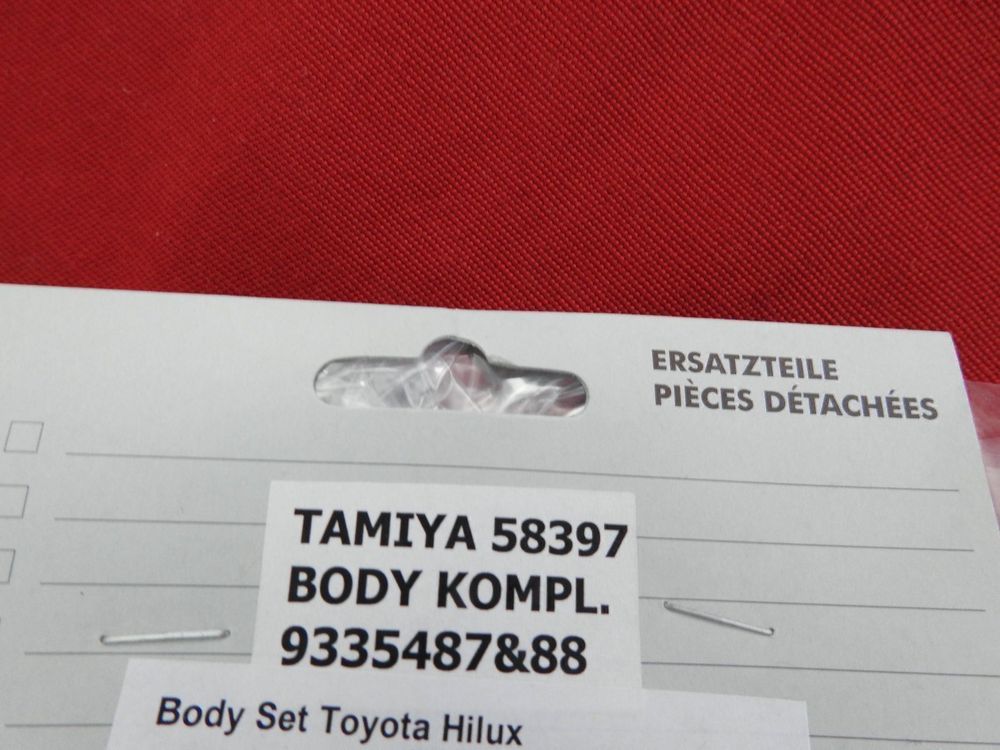 ERSATZTEILE
PIÈCES DÉTACHÉES
TAMIYA 58397
BODY KOMPL.
9335487&88
Body Set Toyota Hilux